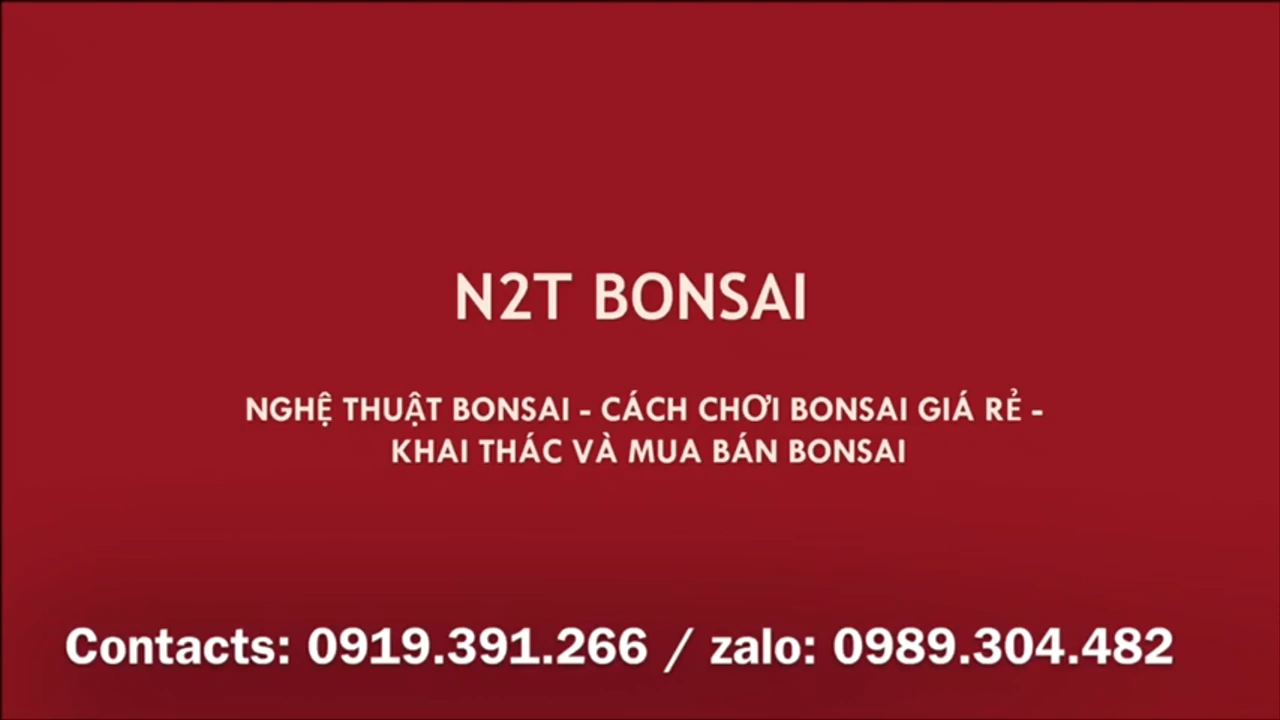 N2T BONSAI
NGHỆ THUẬT BONSAI - CÁCH CHƠI BONSAI GIÁ RẺ -
KHAI THÁC VÀ MUA BÁN BONSAI
Contacts: 0919.391.266 / zalo: 0989.304.482